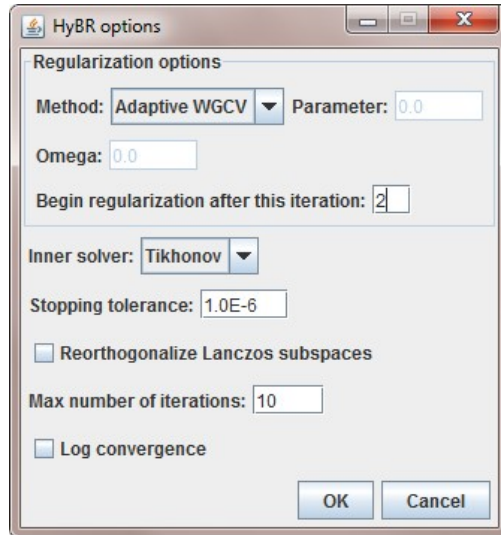 HyBR options
Regularization options
Method: Adaptive WGCV Parameter: 0.0
Omega: 0.0
Begin regularization after this iteration: 2
Inner solver: Tikhonov
Stopping tolerance: 1.0E-6
Reorthogonalize Lanczos subspaces
Max number of iterations: 10
Log convergence
OK Cancel